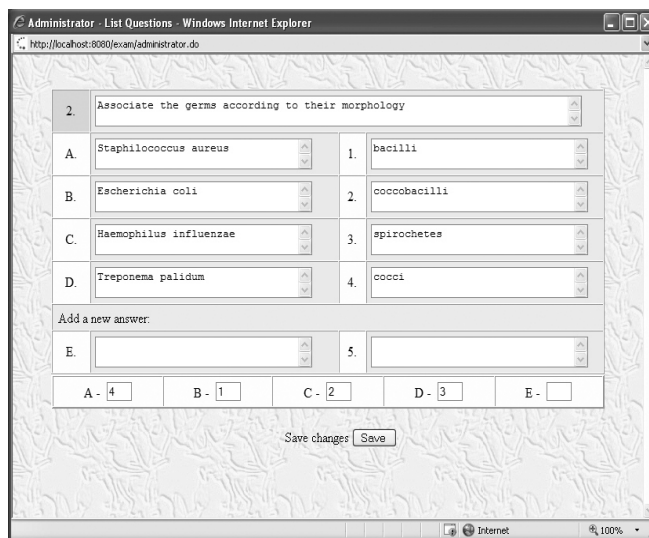 Administrator - List Questions - Windows Internet Explorer
http://localhost:8080/exam/administrator.do
2. Associate the germs according to their morphology
A. Staphilococcus aureus 1. bacilli
B. Escherichia coli 2. coccobacilli
C. Haemophilus influenzae 3. spirochetes
D. Treponema palidum 4. cocci
Add a new answer:
E. 5.
A - 4 B - 1 C - 2 D - 3 E -
Save changes Save
Internet 100%